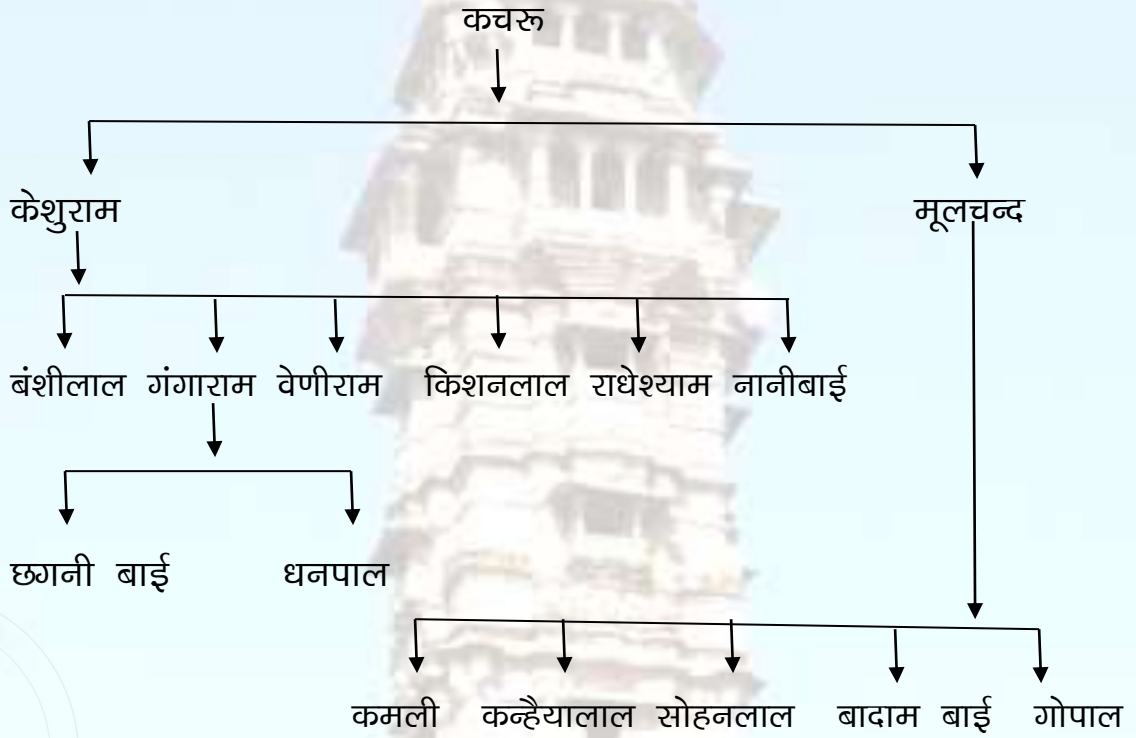 कचरू
केशुराम मूलचन्द
बंशीलाल गंगाराम वेणीराम किशनलाल राधेश्याम नानीबाई
छगनी बाई धनपाल
कमली कन्हैयालाल सोहनलाल बादाम बाई गोपाल